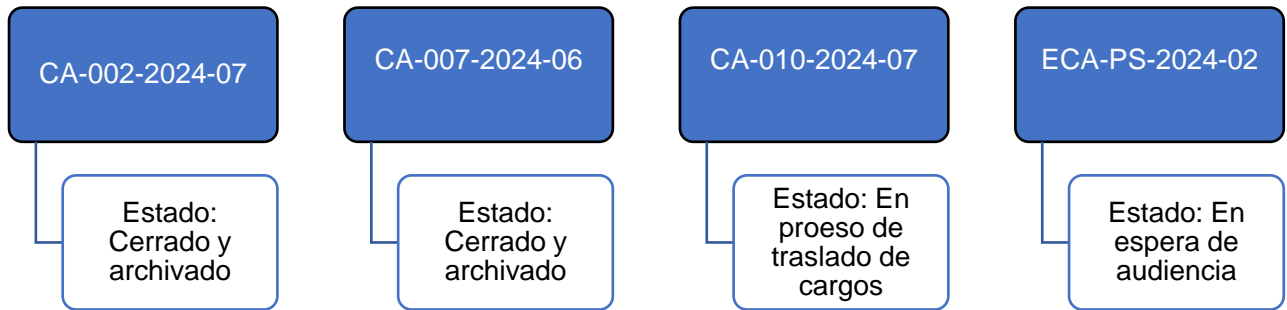 CA-002-2024-07
Estado:
Cerrado y
archivado
CA-007-2024-06
Estado:
Cerrado y
archivado
CA-010-2024-07
Estado: En
proeso de
traslado de
cargos
ECA-PS-2024-02
Estado: En
espera de
audiencia